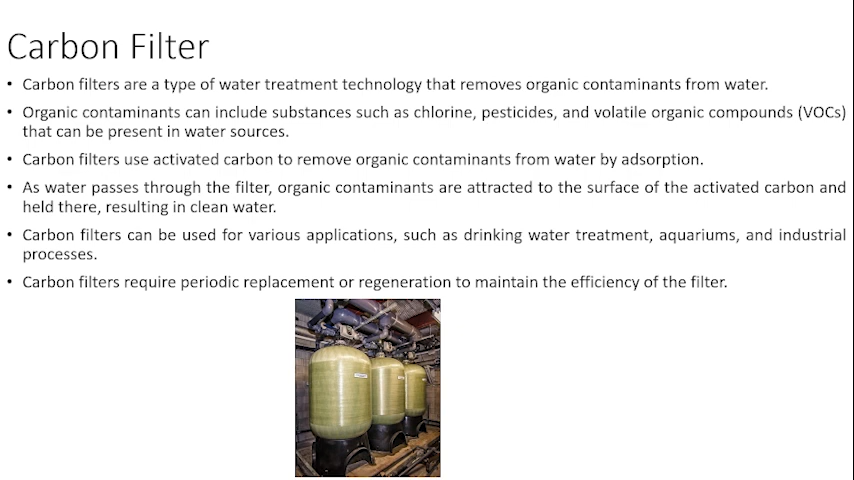 Carbon Filter
• Carbon filters are a type of water treatment technology that removes organic contaminants from water.
• Organic contaminants can include substances such as chlorine, pesticides, and volatile organic compounds (VOCs)
that can be present in water sources.
• Carbon filters use activated carbon to remove organic contaminants from water by adsorption.
• As water passes through the filter, organic contaminants are attracted to the surface of the activated carbon and
held there, resulting in clean water.
• Carbon filters can be used for various applications, such as drinking water treatment, aquariums, and industrial
processes.
• Carbon filters require periodic replacement or regeneration to maintain the efficiency of the filter.